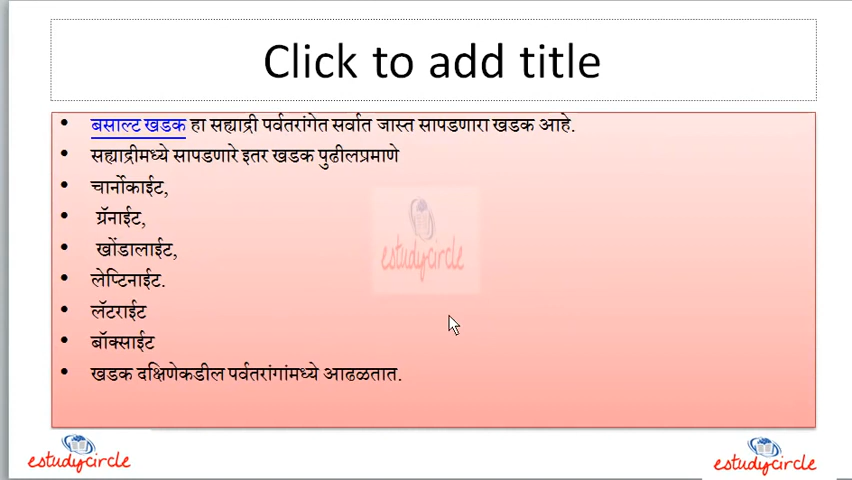 Click to add title
• बसाल्ट खडक हा सह्याद्री पर्वतरांगेत सर्वात जास्त सापडणारा खडक आहे.
• सह्याद्रीमध्ये सापडणारे इतर खडक पुढीलप्रमाणे
• चार्नोकाईट,
• ग्रॅनाईट,
• खोंडालाईट,
• लेप्टिनाईट.
• लॅटराईट
• बॉक्साईट
• खडक दक्षिणेकडील पर्वतरांगांमध्ये आढळतात.
estudycircle
estudycircle
estudycircle